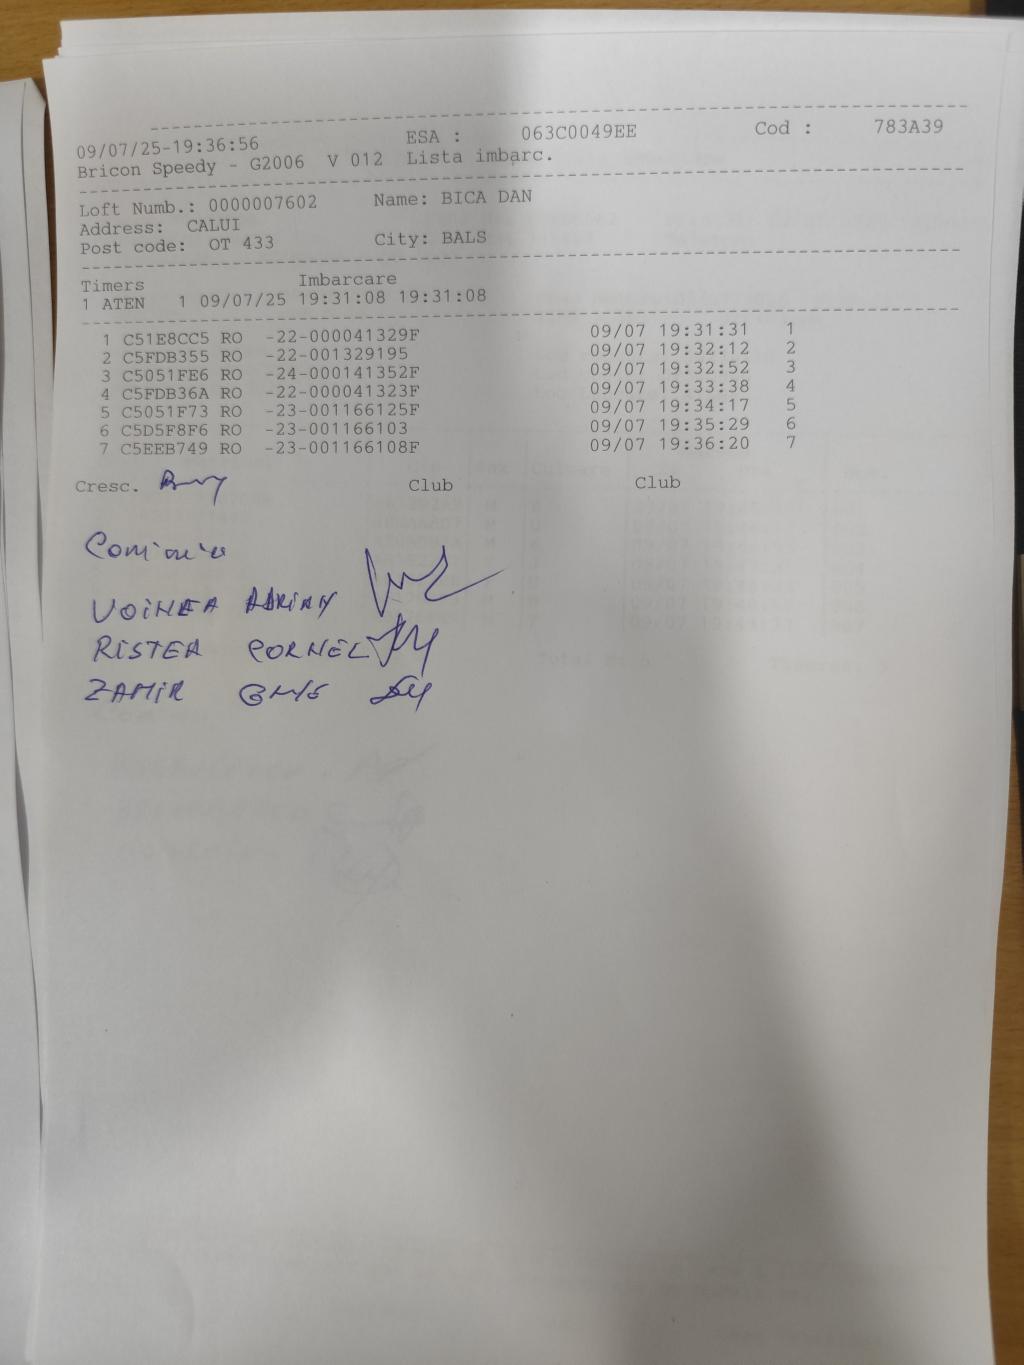 09/07/25-19:36:56 ESA : 063C0049EE Cod : 783A39
Bricon Speedy - G2006 V 012 Lista imbarc.
Loft Numb.: 0000007602 Name: BICA DAN
Address: CALUI
Post code: OT 433 City: BALS
Timers Imbarcare
1 ATEN 1 09/07/25 19:31:08 19:31:08
1 C51E8CC5 RO -22-000041329F 09/07 19:31:31 1
2 C5FDB355 RO -22-001329195 09/07 19:32:12 2
3 C5051FE6 RO -24-000141352F 09/07 19:32:52 3
4 C5FDB36A RO -22-000041323F 09/07 19:33:38 4
5 C5051F73 RO -23-001166125F 09/07 19:34:17 5
6 C5D5F8F6 RO -23-001166103 09/07 19:35:29 6
7 C5EEB749 RO -23-001166108F 09/07 19:36:20 7
Cresc. Club Club
VOINEA ADRIAN
RISTEA CORNEL
ZAMFIR